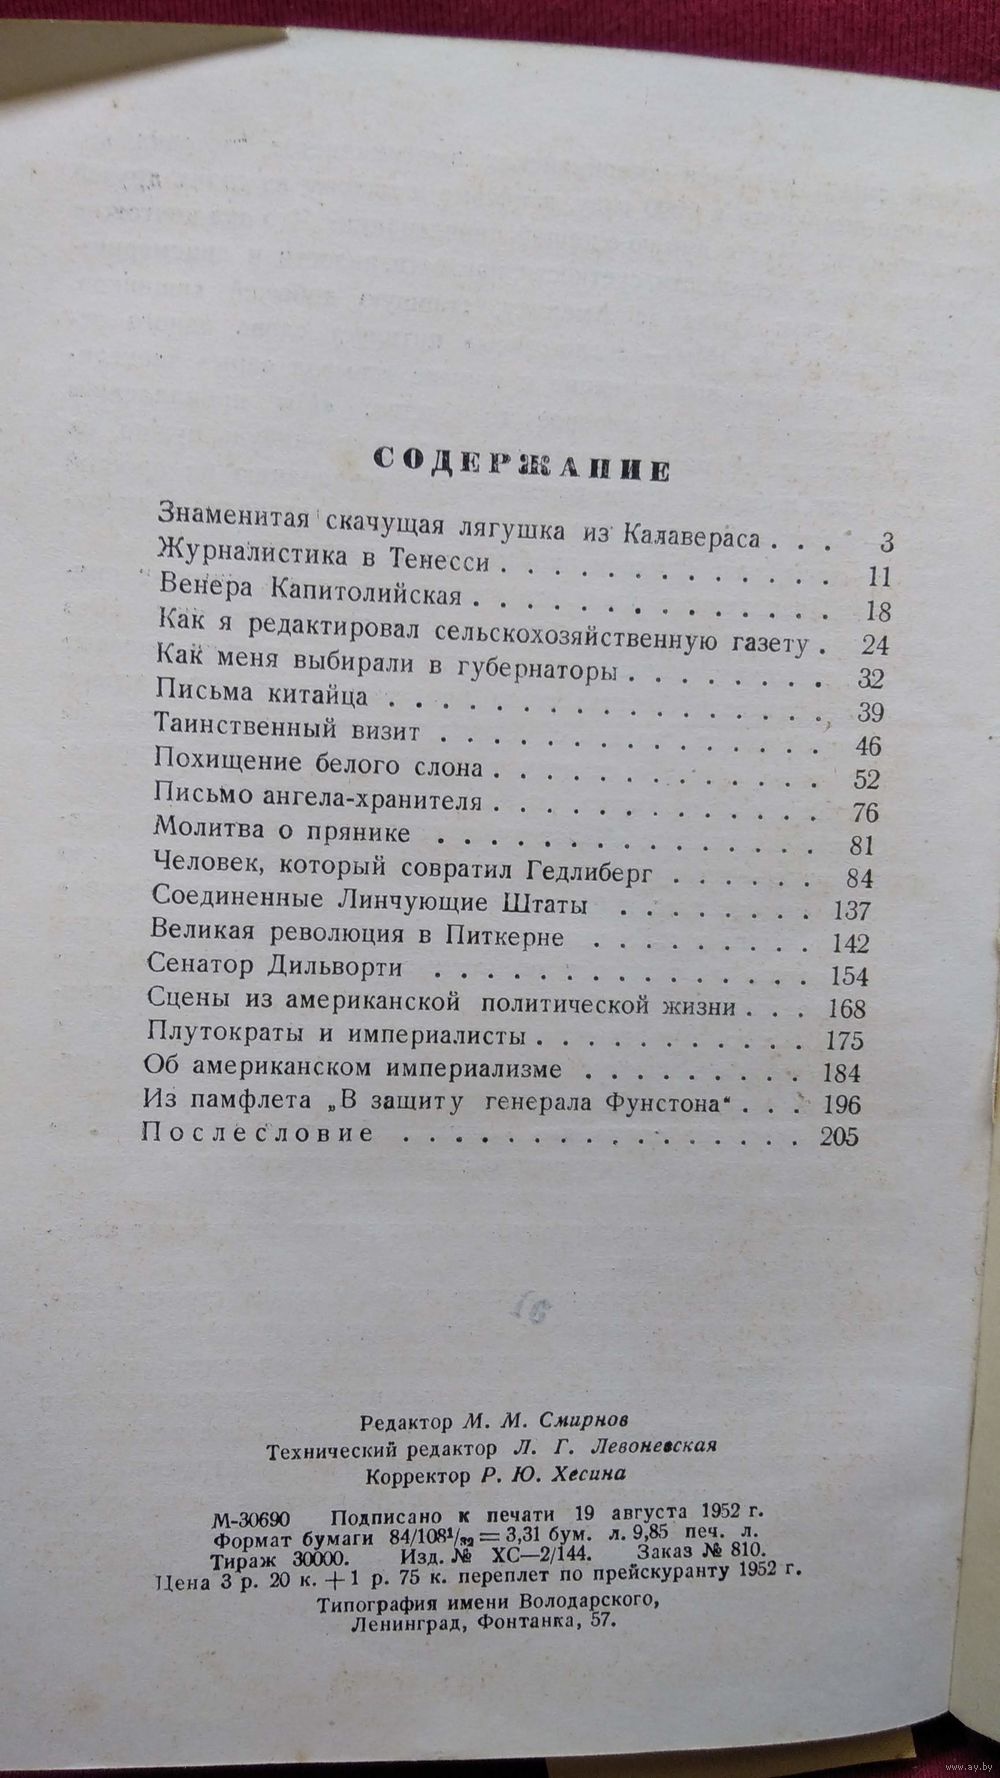 СОДЕРЖАНИЕ
Знаменитая скачущая лягушка из Калавераса . . . 3
Журналистика в Тенесси . . . . . . . . . . . . . 11
Венера Капитолийская . . . . . . . . . . . . . . 18
Как я редактировал сельскохозяйственную газету . 24
Как меня выбирали в губернаторы . . . . . . . . 32
Письма китайца . . . . . . . . . . . . . . . . . 39
Таинственный визит . . . . . . . . . . . . . . . 46
Похищение белого слона . . . . . . . . . . . . . 52
Письмо ангела-хранителя . . . . . . . . . . . . . 76
Молитва о прянике . . . . . . . . . . . . . . . 81
Человек, который совратил Гедлиберг . . . . . . 84
Соединенные Линчующие Штаты . . . . . . . . 137
Великая революция в Питкерне . . . . . . . . . 142
Сенатор Дильворти . . . . . . . . . . . . . . . 154
Сцены из американской политической жизни . . . 168
Плутократы и империалисты . . . . . . . . . . . 175
Об американском империализме . . . . . . . . . 184
Из памфлета „В защиту генерала Фунстона“ . . . 196
Послесловие . . . . . . . . . . . . . . . . 205
Редактор М. М. Смирнов
Технический редактор Л. Г. Левоневская
Корректор Р. Ю. Хесина
М-30690 Подписано к печати 19 августа 1952 г.
Формат бумаги 84/108¹/₃₂ = 3,31 бум. л. 9,85 печ. л.
Тираж 30000. Изд. № ХС—2/144. Заказ № 810.
Цена 3 р. 20 к. + 1 р. 75 к. переплет по прейскуранту 1952 г.
Типография имени Володарского,
Ленинград, Фонтанка, 57.
www.ay.by